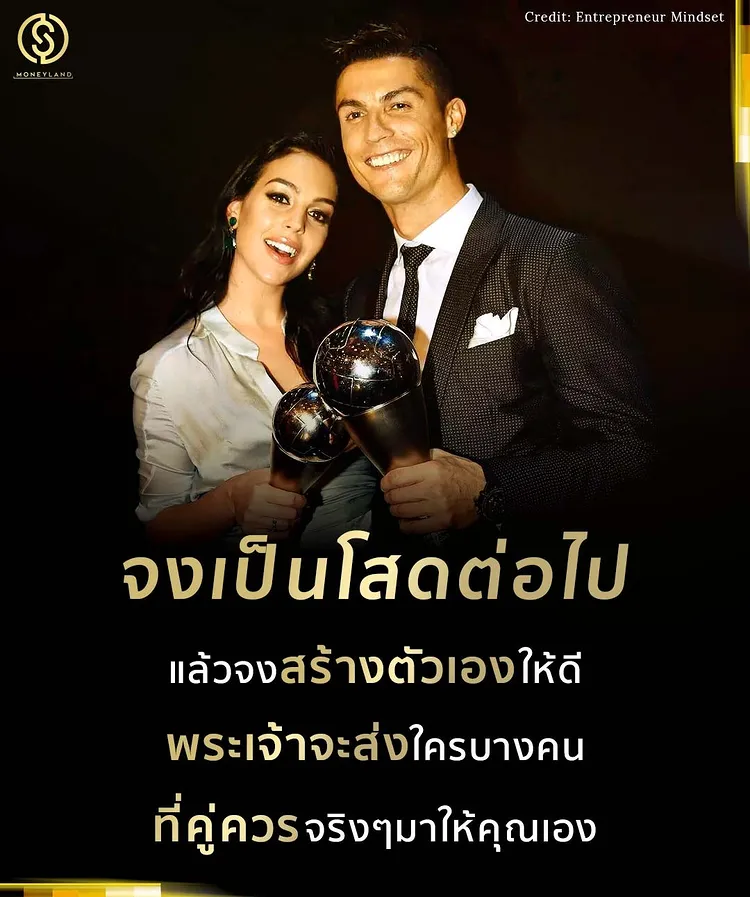 Credit: Entrepreneur Mindset
MONEYLAND
จงเป็นโสดต่อไป
แล้วจงสร้างตัวเองให้ดี
พระเจ้าจะส่งใครบางคน
ที่คู่ควรจริงๆมาให้คุณเอง